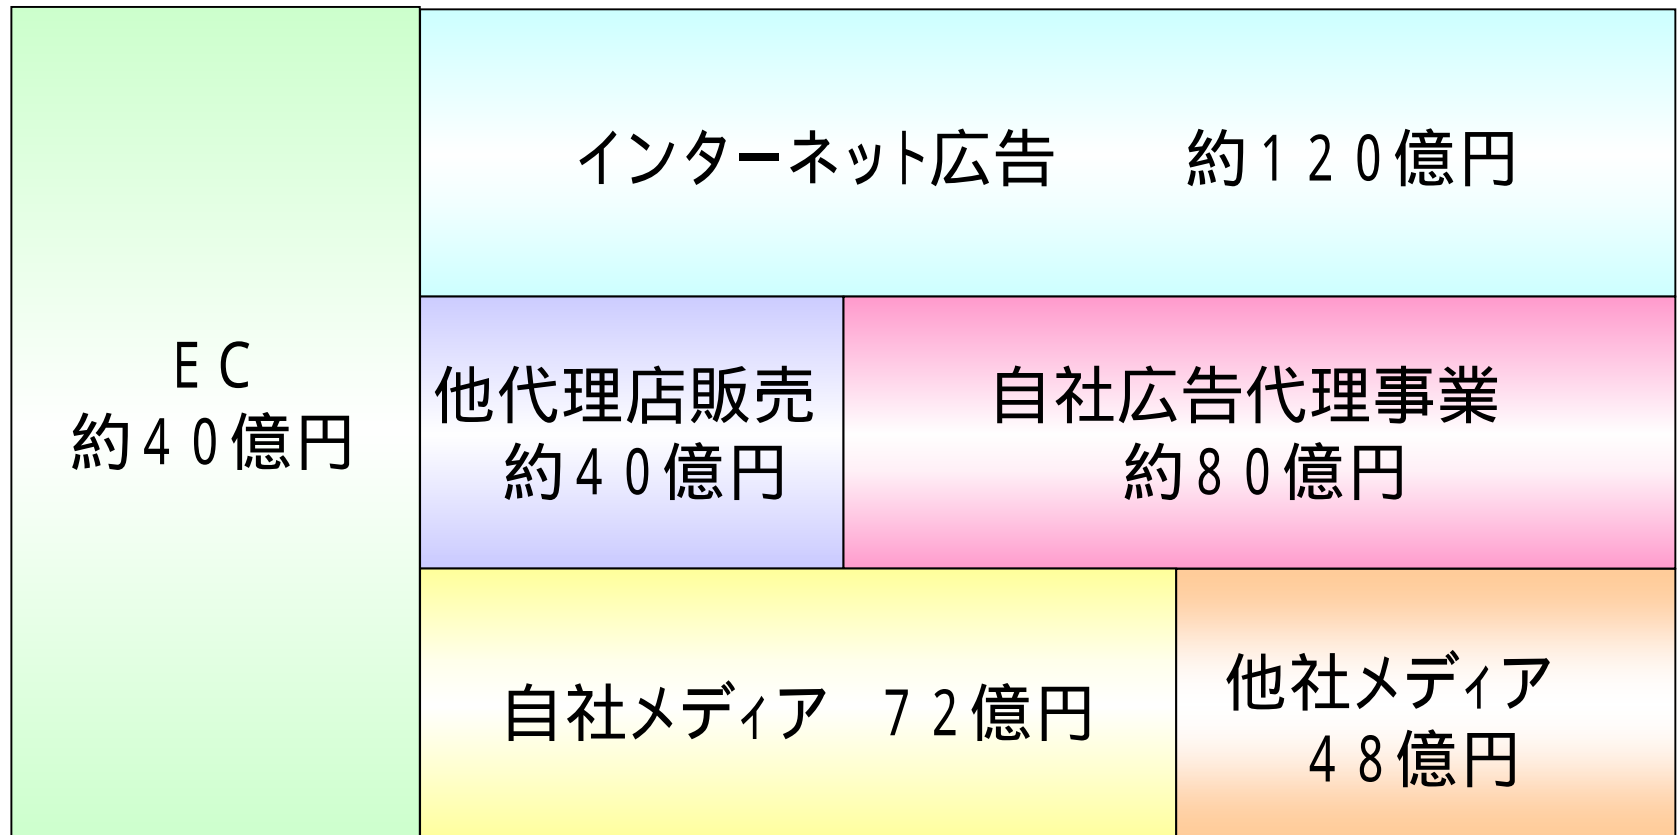 ＥＣ
約４０億円
インターネット広告　　約１２０億円
他代理店販売
約４０億円
自社広告代理事業
約８０億円
自社メディア　７２億円
他社メディア
４８億円